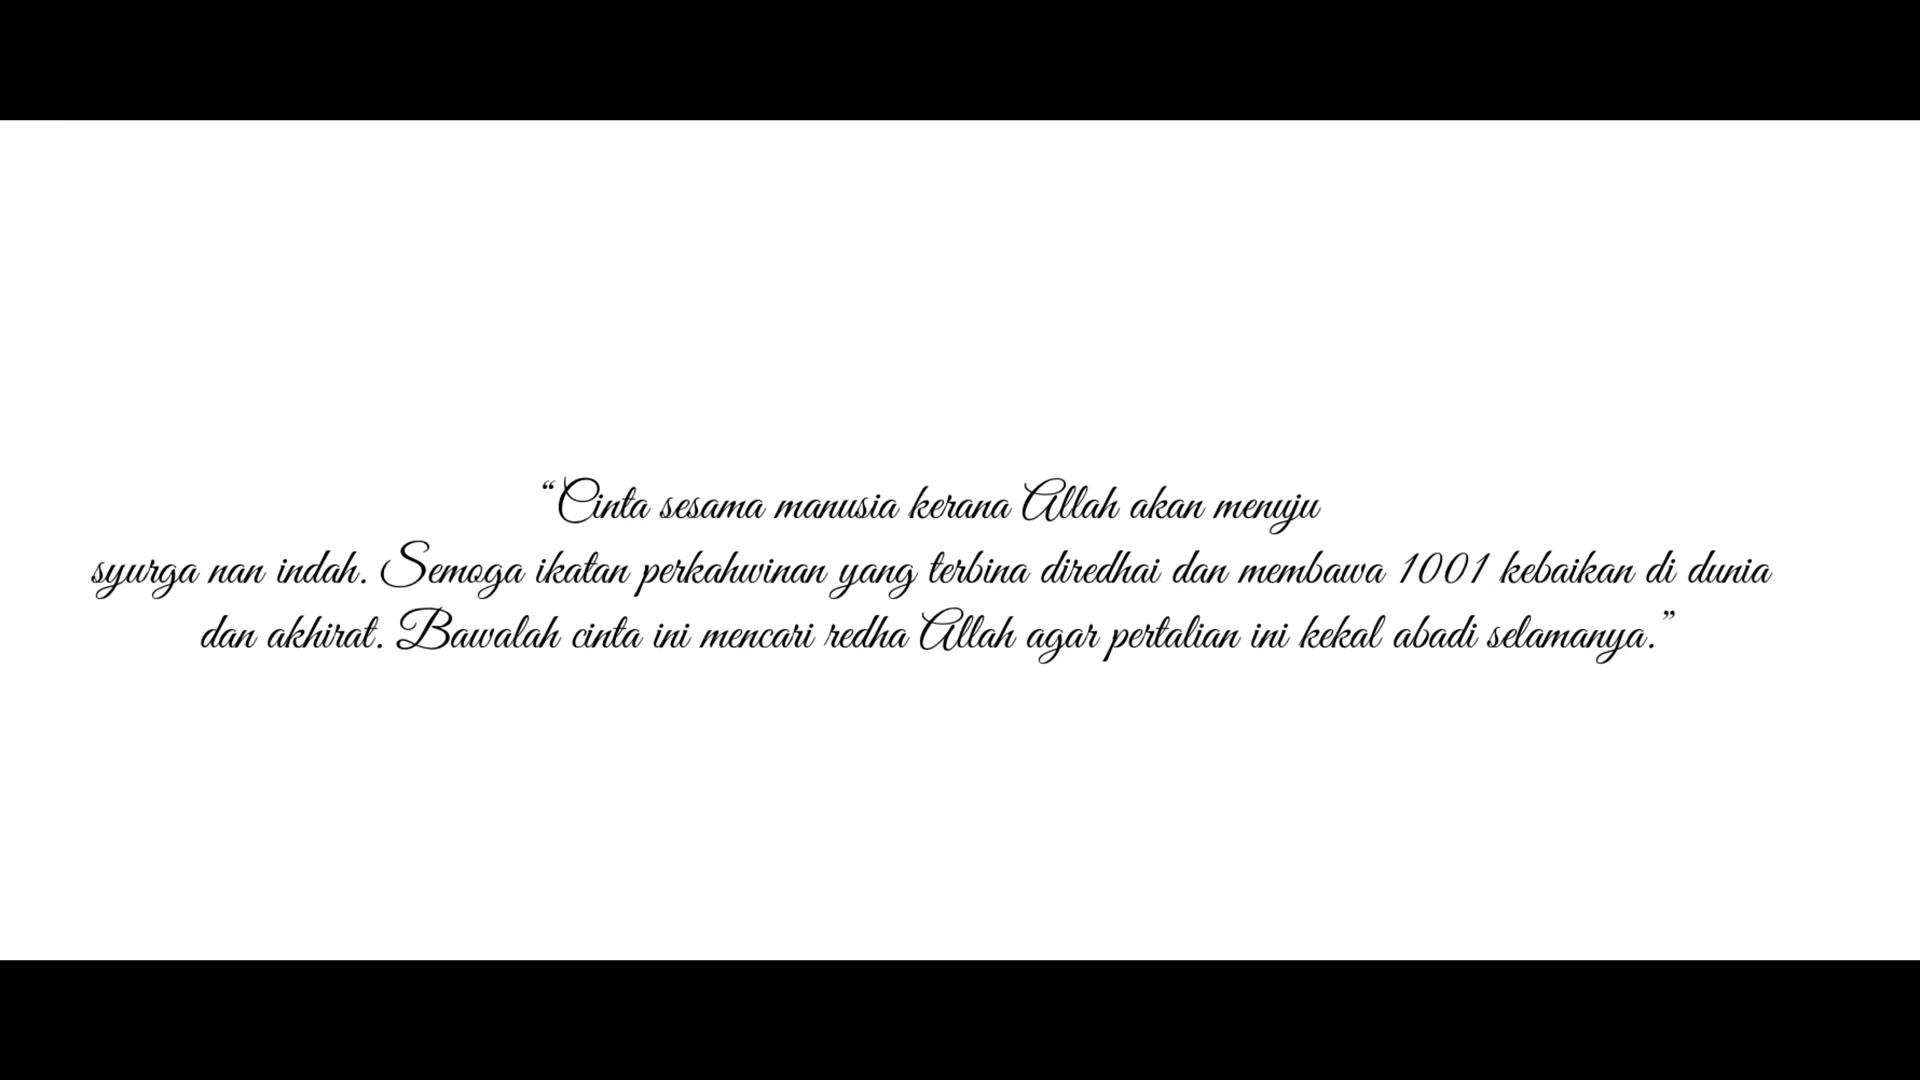 “Cinta sesama manusia kerana Allah akan menuju
syurga nan indah. Semoga ikatan perkahwinan yang terbina diredhai dan membawa 1001 kebaikan di dunia
dan akhirat. Bawalah cinta ini mencari redha Allah agar pertalian ini kekal abadi selamanya.”